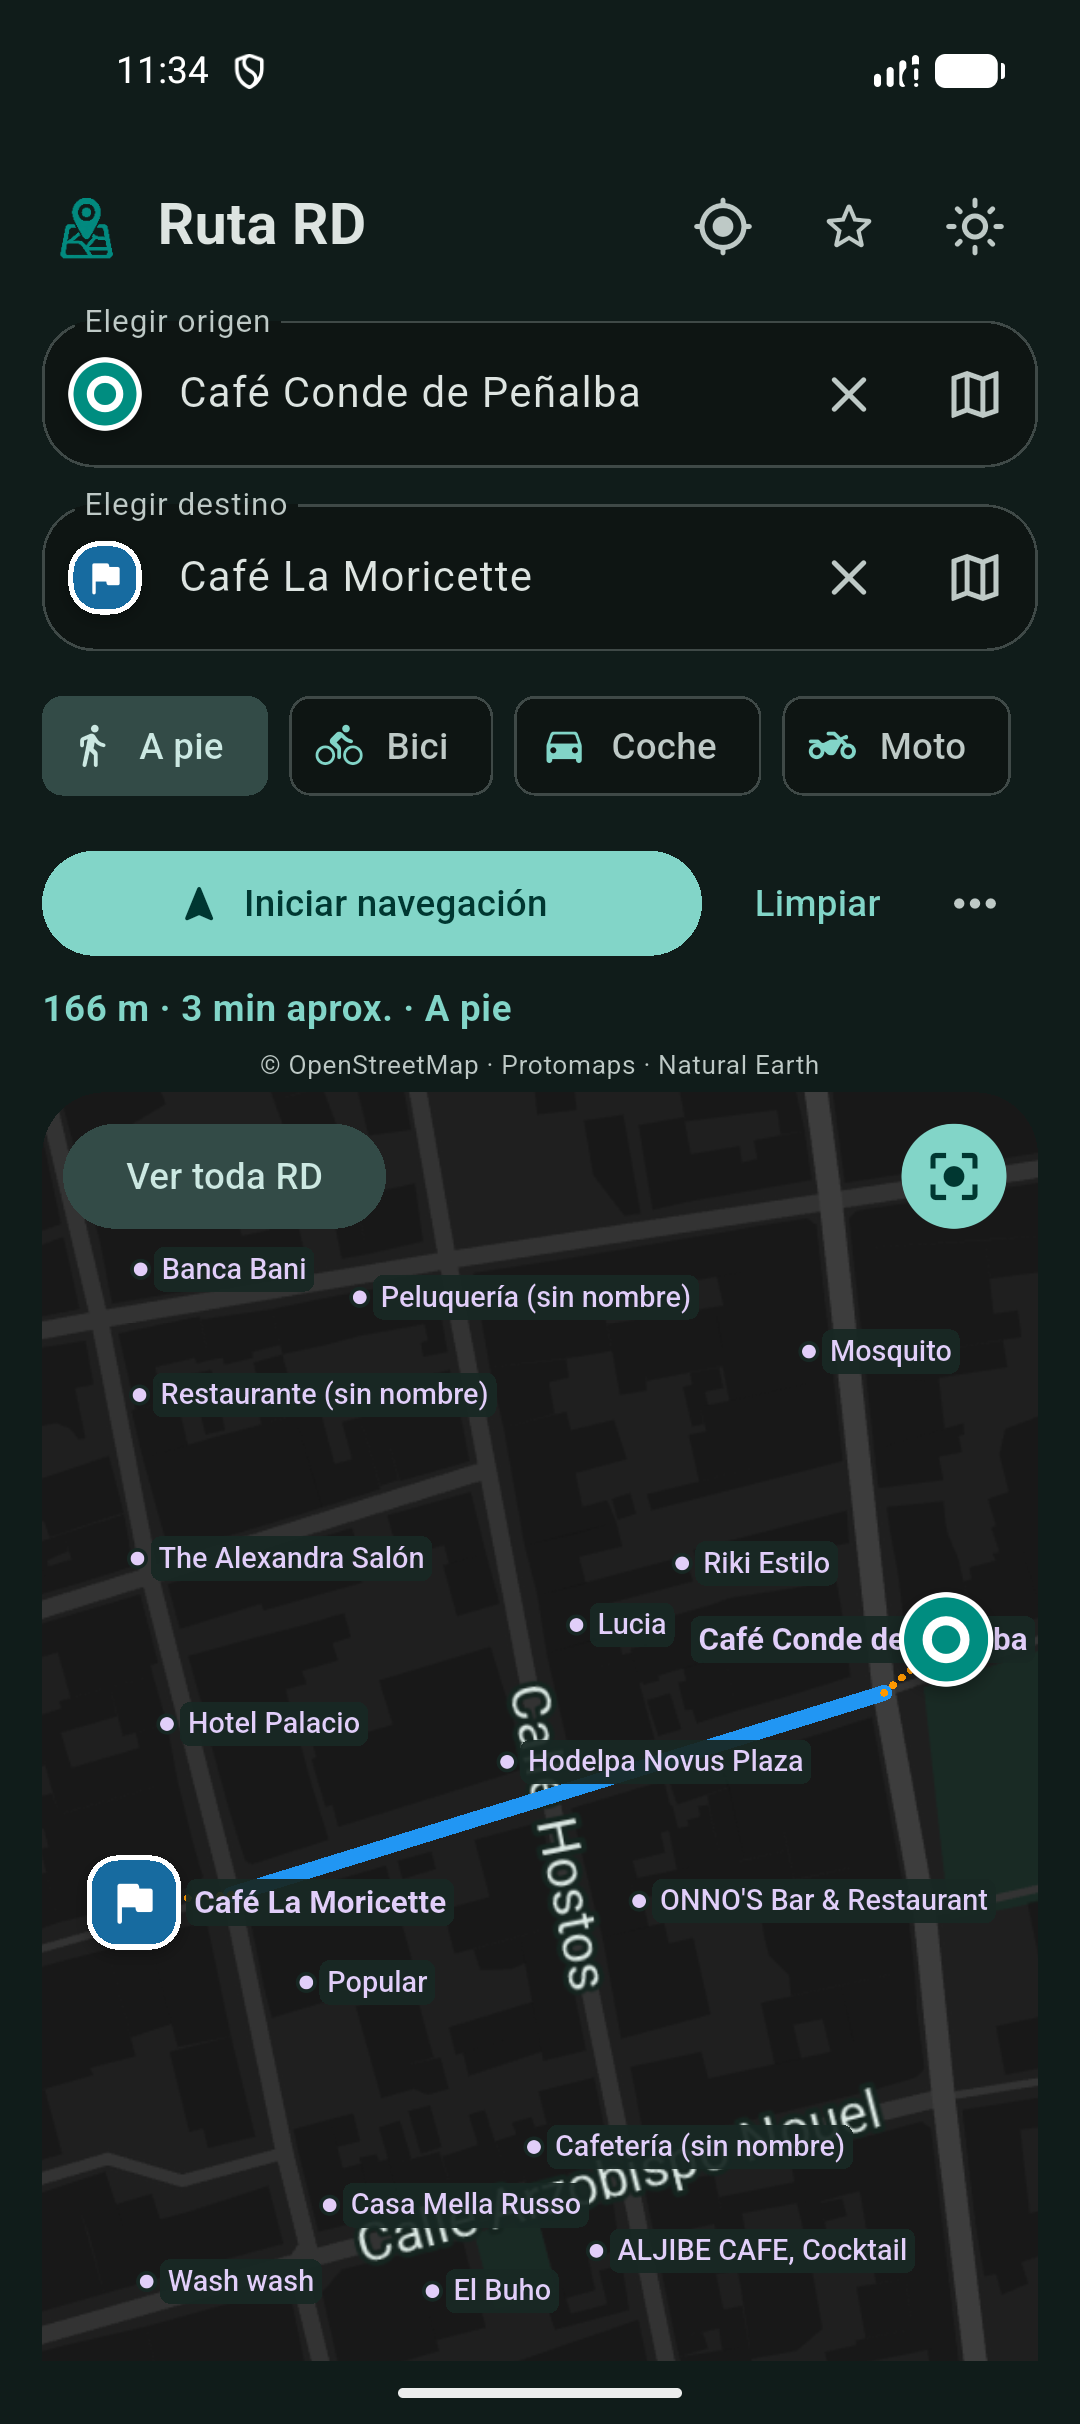 11:34
Ruta RD
Elegir origen
Café Conde de Peñalba
Elegir destino
Café La Moricette
A pie
Bici
Coche
Moto
Iniciar navegación
Limpiar
166 m · 3 min aprox. · A pie
© OpenStreetMap · Protomaps · Natural Earth
Ver toda RD
Banca Bani
Peluquería (sin nombre)
Mosquito
Restaurante (sin nombre)
The Alexandra Salón
Riki Estilo
Lucia
Café Conde de ba
Hotel Palacio
Hodelpa Novus Plaza
Calle Hostos
Café La Moricette
ONNO'S Bar & Restaurant
Popular
Cafetería (sin nombre)
Calle Arzobispo Nouel
Casa Mella Russo
ALJIBE CAFE, Cocktail
Wash wash
El Buho